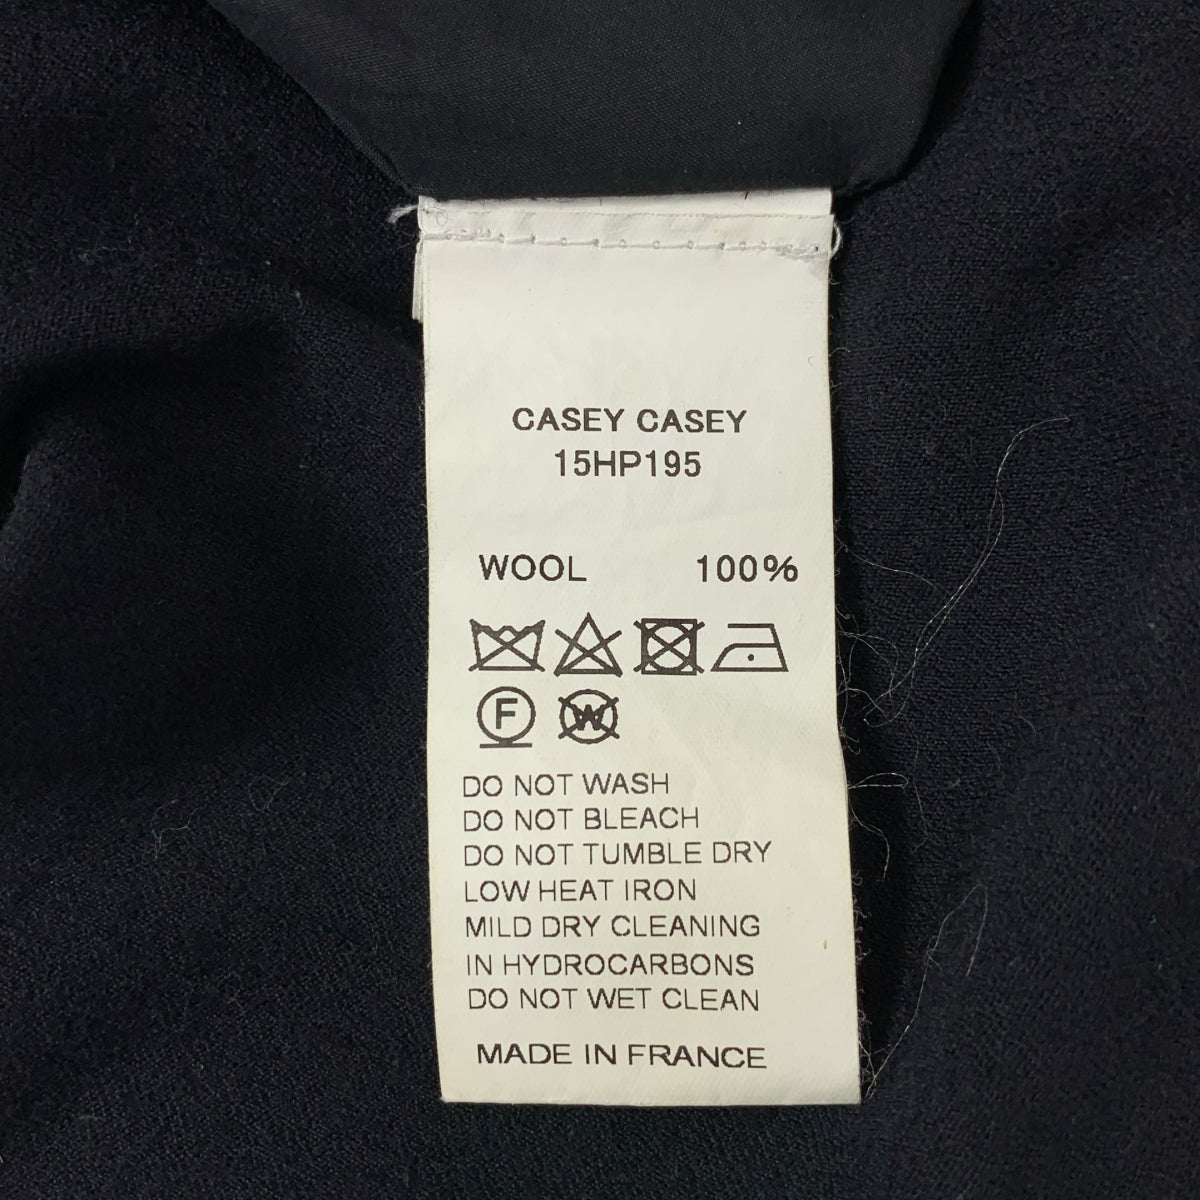 CASEY CASEY
15HP195
WOOL 100%
F W
DO NOT WASH
DO NOT BLEACH
DO NOT TUMBLE DRY
LOW HEAT IRON
MILD DRY CLEANING
IN HYDROCARBONS
DO NOT WET CLEAN
MADE IN FRANCE